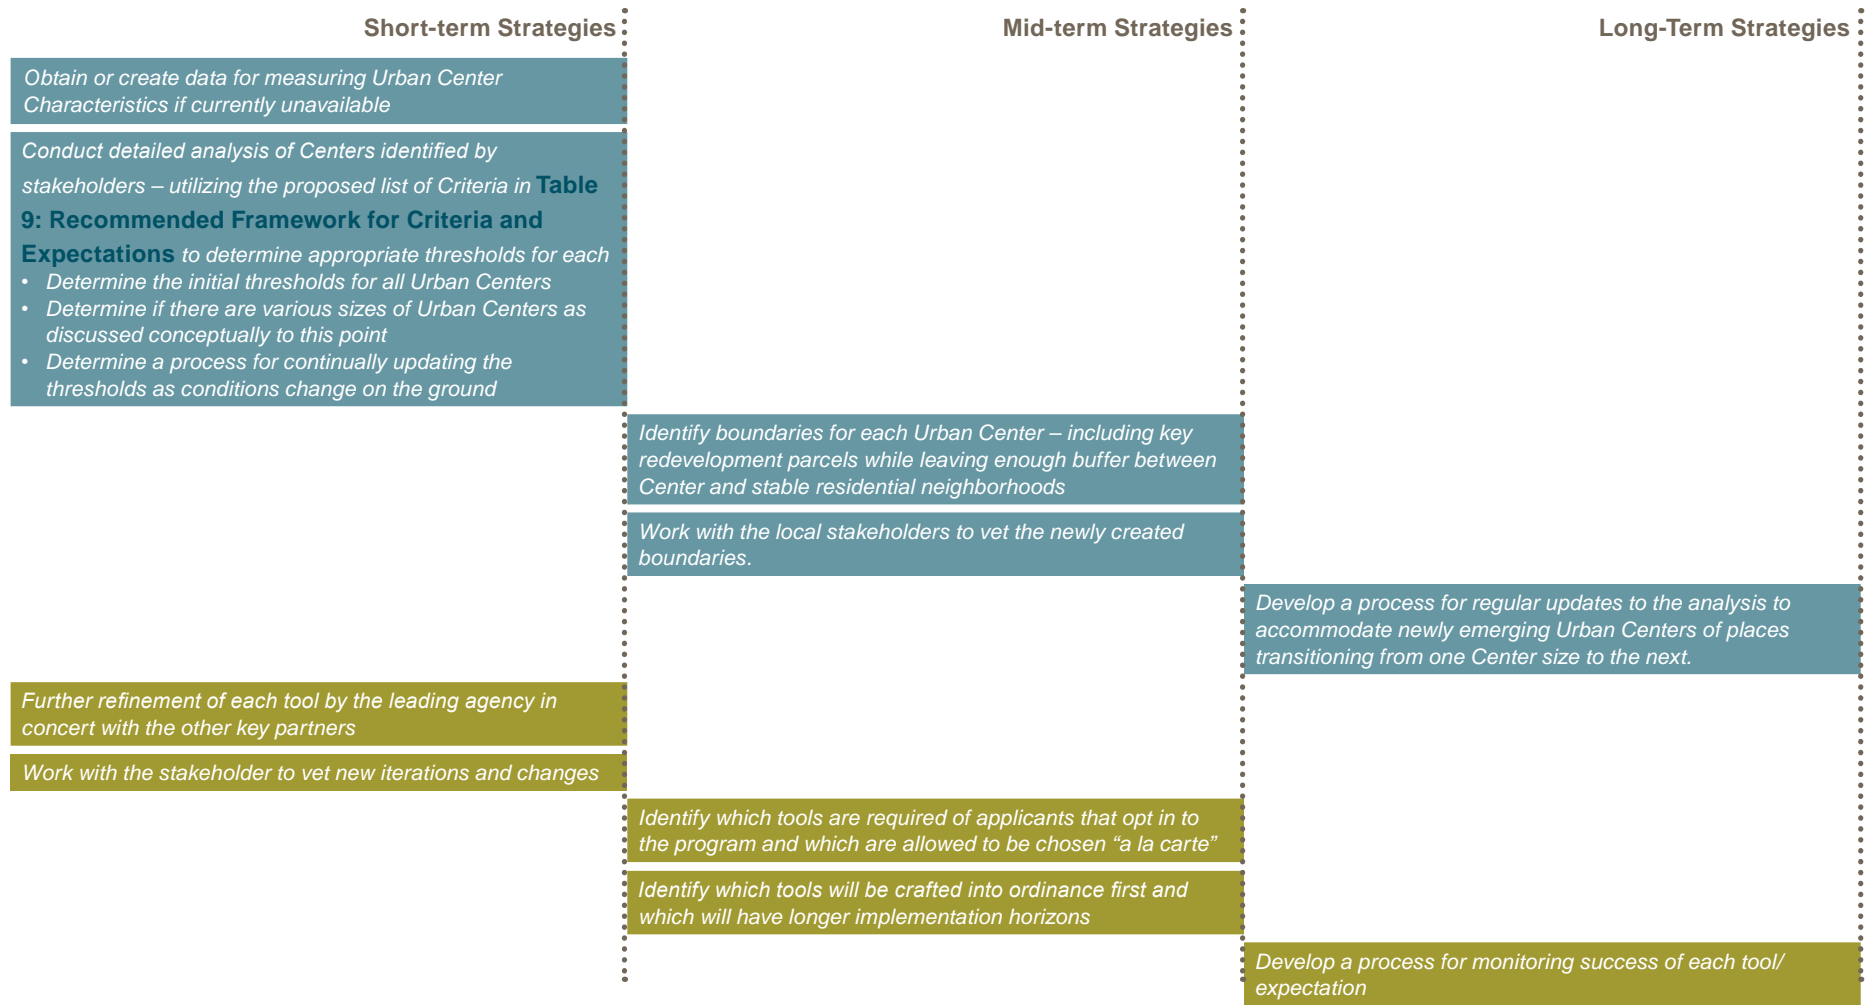 Short-term Strategies
Mid-term Strategies
Long-Term Strategies
Obtain or create data for measuring Urban Center
Characteristics if currently unavailable
Conduct detailed analysis of Centers identified by
stakeholders – utilizing the proposed list of Criteria in Table
9: Recommended Framework for Criteria and
Expectations to determine appropriate thresholds for each
• Determine the initial thresholds for all Urban Centers
• Determine if there are various sizes of Urban Centers as
discussed conceptually to this point
• Determine a process for continually updating the
thresholds as conditions change on the ground
Identify boundaries for each Urban Center – including key
redevelopment parcels while leaving enough buffer between
Center and stable residential neighborhoods
Work with the local stakeholders to vet the newly created
boundaries.
Develop a process for regular updates to the analysis to
accommodate newly emerging Urban Centers of places
transitioning from one Center size to the next.
Further refinement of each tool by the leading agency in
concert with the other key partners
Work with the stakeholder to vet new iterations and changes
Identify which tools are required of applicants that opt in to
the program and which are allowed to be chosen “a la carte”
Identify which tools will be crafted into ordinance first and
which will have longer implementation horizons
Develop a process for monitoring success of each tool/
expectation